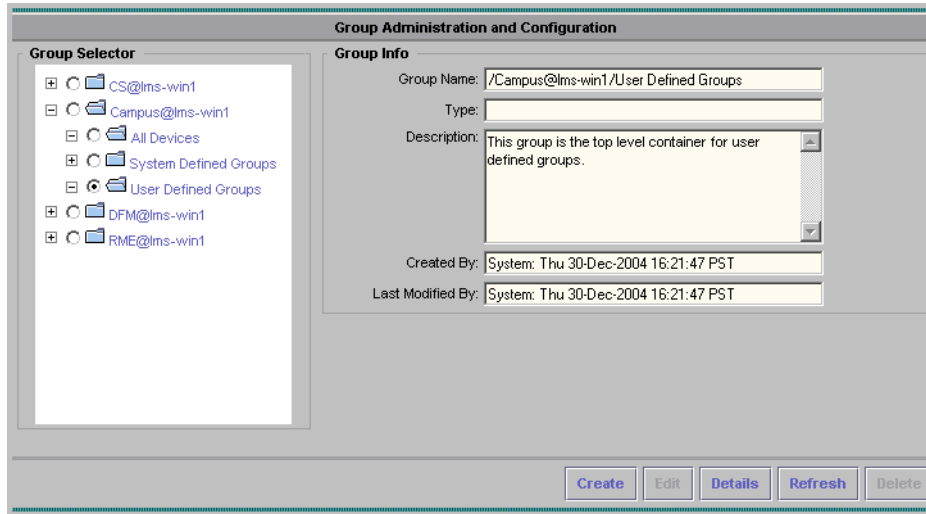 Group Administration and Configuration
Group Selector
CS@lms-win1
Campus@lms-win1
All Devices
System Defined Groups
User Defined Groups
DFM@lms-win1
RME@lms-win1
Group Info
Group Name: /Campus@lms-win1/User Defined Groups
Type:
Description: This group is the top level container for user
defined groups.
Created By: System: Thu 30-Dec-2004 16:21:47 PST
Last Modified By: System: Thu 30-Dec-2004 16:21:47 PST
Create Edit Details Refresh Delete